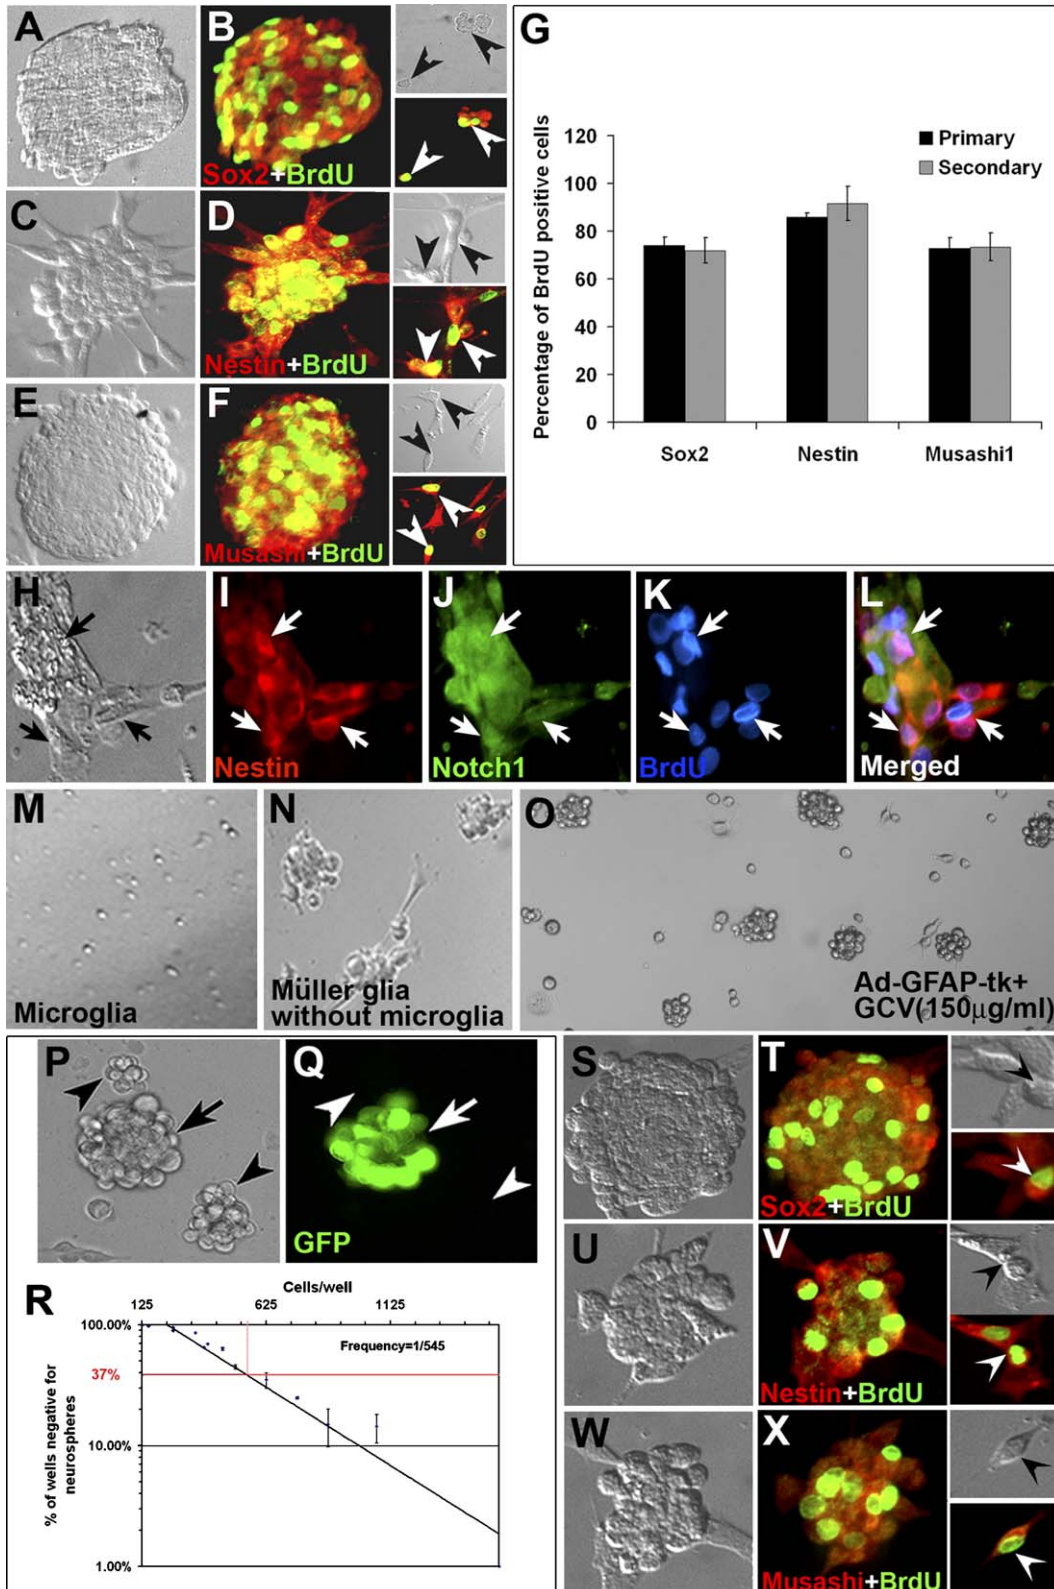 A
B
Sox2+BrdU
C
D
Nestin+BrdU
E
F
Musashi+BrdU
G
Percentage of BrdU positive cells
120
100
80
60
40
20
0
Primary
Secondary
Sox2
Nestin
Musashi1
H
I
Nestin
J
Notch1
K
BrdU
L
Merged
M
Microglia
N
Müller glia
without microglia
O
Ad-GFAP-tk+
GCV(150μg/ml)
P
Q
GFP
R
Cells/well
125
625
1125
100.00%
37%
10.00%
1.00%
Frequency=1/545
% of wells negative for
neurospheres
S
T
Sox2+BrdU
U
V
Nestin+BrdU
W
X
Musashi+BrdU